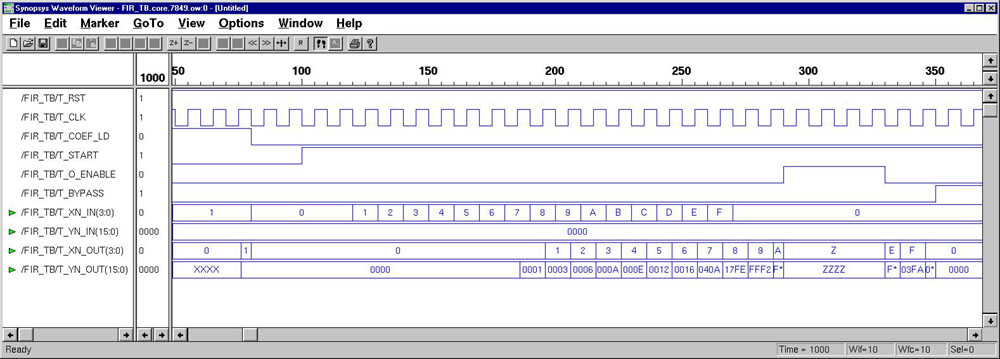 Synopsys Waveform Viewer - FIR_TB.core.7849.ow:0 - [Untitled]
File Edit Marker GoTo View Options Window Help
Z+ Z- << >> R ?
1000 50 100 150 200 250 300 350
/FIR_TB/T_RST 1
/FIR_TB/T_CLK 1
/FIR_TB/T_COEF_LD 0
/FIR_TB/T_START 1
/FIR_TB/T_O_ENABLE 0
/FIR_TB/T_BYPASS 1
/FIR_TB/T_XN_IN(3:0) 0 1 0 1 2 3 4 5 6 7 8 9 A B C D E F 0
/FIR_TB/T_YN_IN(15:0) 0000 0000
/FIR_TB/T_XN_OUT(3:0) 0 0 1 0 1 2 3 4 5 6 7 8 9 A Z E F 0
/FIR_TB/T_YN_OUT(15:0) 0000 XXXX 0000 0001 0003 0006 000A 000E 0012 0016 040A 17FE FFF2 F* ZZZZ F* 03FA 0* 0000
Ready Time = 1000 Wif=10 Wfc=10 Sel=0